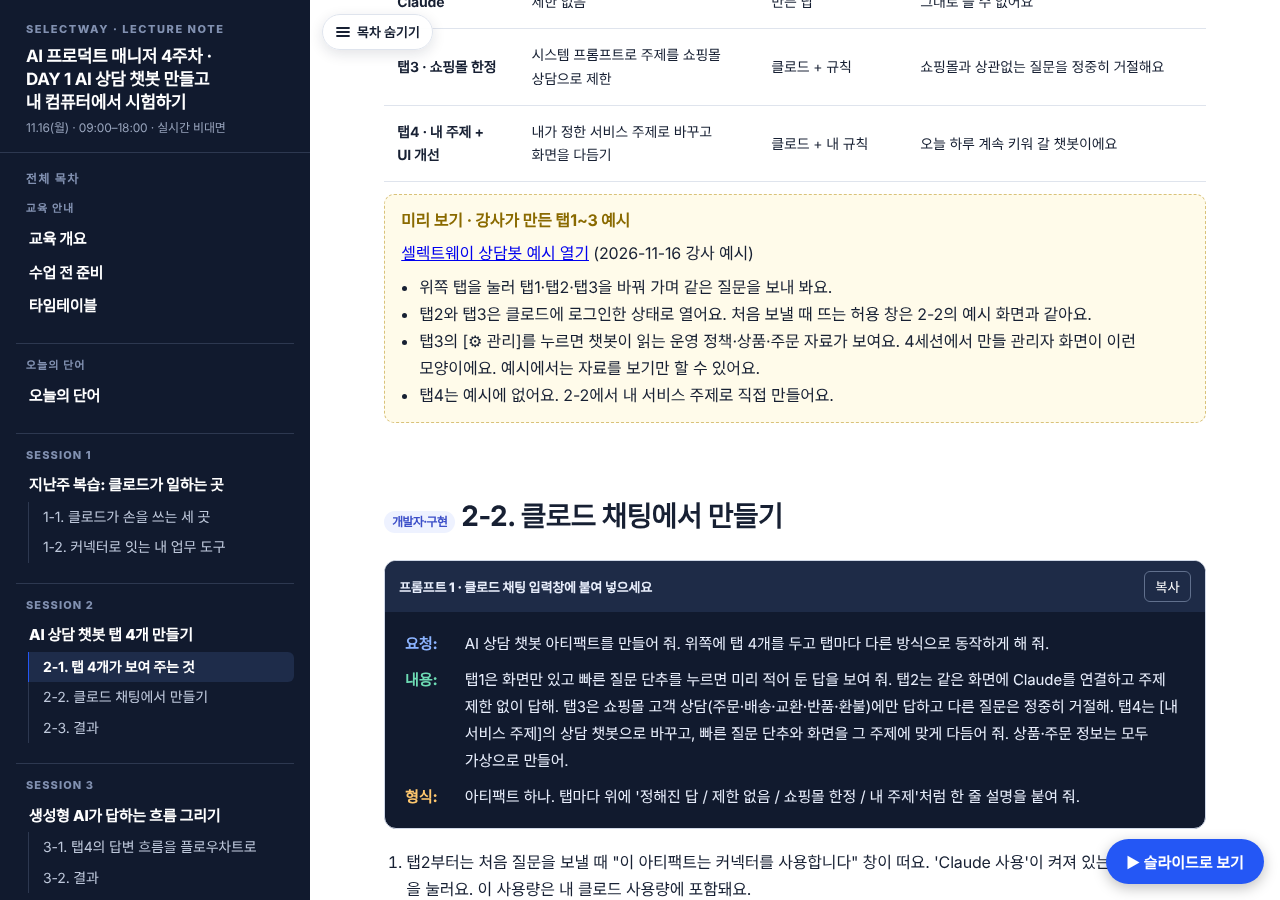 SELECTWAY · LECTURE NOTE
AI 프로덕트 매니저 4주차 ·
DAY 1 AI 상담 챗봇 만들고
내 컴퓨터에서 시험하기
11.16(월) · 09:00–18:00 · 실시간 비대면
전체 목차
교육 안내
교육 개요
수업 전 준비
타임테이블
오늘의 단어
오늘의 단어
SESSION 1
지난주 복습: 클로드가 일하는 곳
1-1. 클로드가 손을 쓰는 세 곳
1-2. 커넥터로 잇는 내 업무 도구
SESSION 2
AI 상담 챗봇 탭 4개 만들기
2-1. 탭 4개가 보여 주는 것
2-2. 클로드 채팅에서 만들기
2-3. 결과
SESSION 3
생성형 AI가 답하는 흐름 그리기
3-1. 탭4의 답변 흐름을 플로우차트로
3-2. 결과
목차 숨기기
Claude 제한 없음 만든 답 그대로 볼 수 없어요
탭3 · 쇼핑몰 한정 시스템 프롬프트로 주제를 쇼핑몰 상담으로 제한 클로드 + 규칙 쇼핑몰과 상관없는 질문을 정중히 거절해요
탭4 · 내 주제 + UI 개선 내가 정한 서비스 주제로 바꾸고 화면을 다듬기 클로드 + 내 규칙 오늘 하루 계속 키워 갈 챗봇이에요
미리 보기 · 강사가 만든 탭1~3 예시
셀렉트웨이 상담봇 예시 열기 (2026-11-16 강사 예시)
• 위쪽 탭을 눌러 탭1·탭2·탭3을 바꿔 가며 같은 질문을 보내 봐요.
• 탭2와 탭3은 클로드에 로그인한 상태로 열어요. 처음 보낼 때 뜨는 허용 창은 2-2의 예시 화면과 같아요.
• 탭3의 [⚙ 관리]를 누르면 챗봇이 읽는 운영 정책·상품·주문 자료가 보여요. 4세션에서 만들 관리자 화면이 이런
모양이에요. 예시에서는 자료를 보기만 할 수 있어요.
• 탭4는 예시에 없어요. 2-2에서 내 서비스 주제로 직접 만들어요.
개발자·구현 2-2. 클로드 채팅에서 만들기
프롬프트 1 · 클로드 채팅 입력창에 붙여 넣으세요
복사
요청: AI 상담 챗봇 아티팩트를 만들어 줘. 위쪽에 탭 4개를 두고 탭마다 다른 방식으로 동작하게 해 줘.
내용: 탭1은 화면만 있고 빠른 질문 단추를 누르면 미리 적어 둔 답을 보여 줘. 탭2는 같은 화면에 Claude를 연결하고 주제
제한 없이 답해. 탭3은 쇼핑몰 고객 상담(주문·배송·교환·반품·환불)에만 답하고 다른 질문은 정중히 거절해. 탭4는 [내
서비스 주제]의 상담 챗봇으로 바꾸고, 빠른 질문 단추와 화면을 그 주제에 맞게 다듬어 줘. 상품·주문 정보는 모두
가상으로 만들어.
형식: 아티팩트 하나. 탭마다 위에 '정해진 답 / 제한 없음 / 쇼핑몰 한정 / 내 주제'처럼 한 줄 설명을 붙여 줘.
1. 탭2부터는 처음 질문을 보낼 때 "이 아티팩트는 커넥터를 사용합니다" 창이 떠요. 'Claude 사용'이 켜져 있는
을 눌러요. 이 사용량은 내 클로드 사용량에 포함돼요.
▶ 슬라이드로 보기